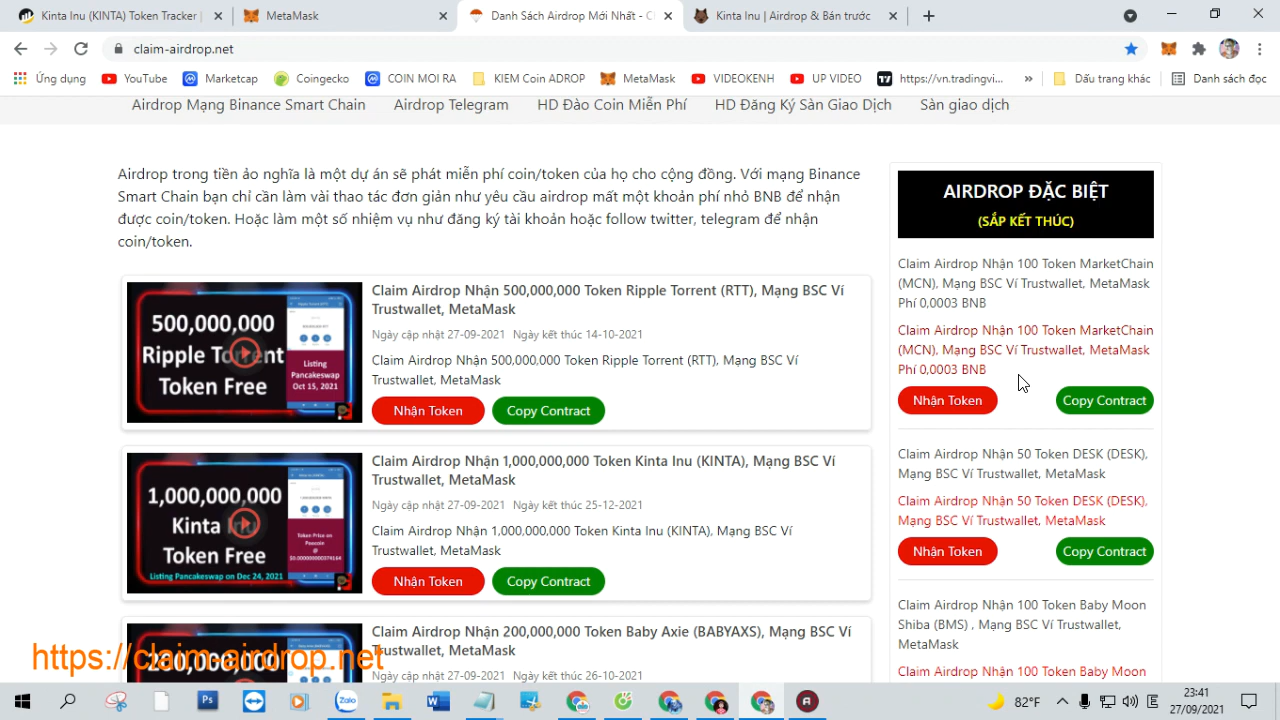 Kinta Inu (KINTA) Token Tracker
MetaMask
Danh Sách Airdrop Mới Nhất - C
Kinta Inu | Airdrop & Bán trước
claim-airdrop.net
Ứng dụng
YouTube
Marketcap
Coingecko
COIN MOI RA
KIEM Coin ADROP
MetaMask
VDEOKENH
UP VIDEO
https://vn.tradingvi...
Dấu trang khác
Danh sách đọc
Airdrop Mạng Binance Smart Chain
Airdrop Telegram
HD Đào Coin Miễn Phí
HD Đăng Ký Sàn Giao Dịch
Sàn giao dịch
Airdrop trong tiền ảo nghĩa là một dự án sẽ phát miễn phí coin/token của họ cho cộng đồng. Với mạng Binance
Smart Chain bạn chỉ cần làm vài thao tác đơn giản như yêu cầu airdrop mất một khoản phí nhỏ BNB để nhận
được coin/token. Hoặc làm một số nhiệm vụ như đăng ký tài khoản hoặc follow twitter, telegram để nhận
coin/token.
500,000,000
Ripple Torrent
Token Free
Listing
Pancakeswap
Oct 15, 2021
Claim Airdrop Nhận 500,000,000 Token Ripple Torrent (RTT), Mạng BSC Ví
Trustwallet, MetaMask
Ngày cập nhật 27-09-2021 Ngày kết thúc 14-10-2021
Claim Airdrop Nhận 500,000,000 Token Ripple Torrent (RTT), Mạng BSC Ví
Trustwallet, MetaMask
Nhận Token
Copy Contract
1,000,000,000
Kinta Inu
Token Free
Listing Pancakeswap on Dec 24, 2021
Claim Airdrop Nhận 1,000,000,000 Token Kinta Inu (KINTA), Mạng BSC Ví
Trustwallet, MetaMask
Ngày cập nhật 27-09-2021 Ngày kết thúc 25-12-2021
Claim Airdrop Nhận 1,000,000,000 Token Kinta Inu (KINTA), Mạng BSC Ví
Trustwallet, MetaMask
Nhận Token
Copy Contract
200,000,000
Claim Airdrop Nhận 200,000,000 Token Baby Axie (BABYAXS), Mạng BSC Ví
Trustwallet, MetaMask
Ngày cập nhật 27-09-2021 Ngày kết thúc 26-10-2021
https://claim-airdrop.net
AIRDROP ĐẶC BIỆT
(SẮP KẾT THÚC)
Claim Airdrop Nhận 100 Token MarketChain
(MCN), Mạng BSC Ví Trustwallet, MetaMask
Phí 0,0003 BNB
Claim Airdrop Nhận 100 Token MarketChain
(MCN), Mạng BSC Ví Trustwallet, MetaMask
Phí 0,0003 BNB
Nhận Token
Copy Contract
Claim Airdrop Nhận 50 Token DESK (DESK),
Mạng BSC Ví Trustwallet, MetaMask
Claim Airdrop Nhận 50 Token DESK (DESK),
Mạng BSC Ví Trustwallet, MetaMask
Nhận Token
Copy Contract
Claim Airdrop Nhận 100 Token Baby Moon
Shiba (BMS) , Mạng BSC Ví Trustwallet,
MetaMask
Claim Airdrop Nhận 100 Token Baby Moon
82°F
23:41
27/09/2021